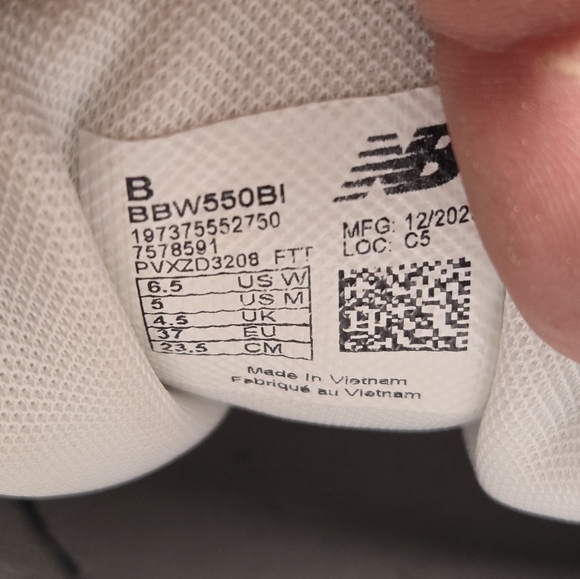 B
BBW550BI
197375552750
7578591
PVXZD3208 FTT
6.5 US W
5 US M
4.5 UK
37 EU
23.5 CM
NB
MFG: 12/202
LOC: C5
Made In Vietnam
Fabriqué au Vietnam